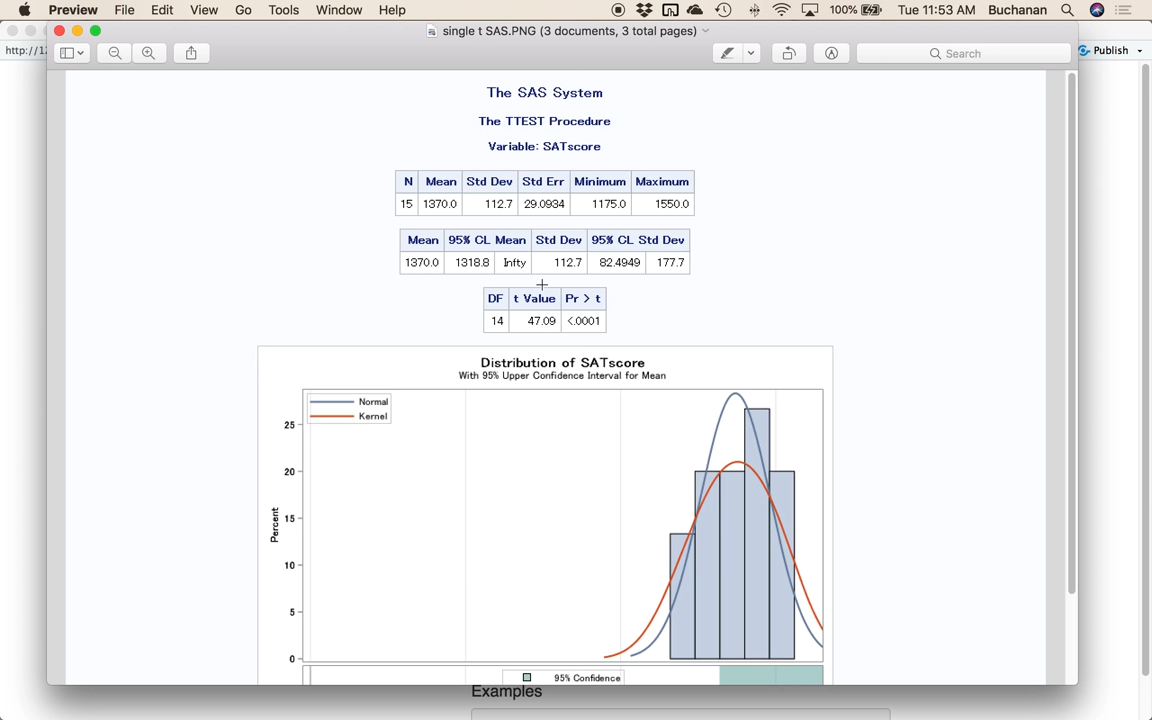 Preview File Edit View Go Tools Window Help 100% Tue 11:53 AM Buchanan
single t SAS.PNG (3 documents, 3 total pages)
http://12
Search
Publish
The SAS System
The TTEST Procedure
Variable: SATscore
N Mean Std Dev Std Err Minimum Maximum
15 1370.0 112.7 29.0934 1175.0 1550.0
Mean 95% CL Mean Std Dev 95% CL Std Dev
1370.0 1318.8 Infty 112.7 82.4949 177.7
DF t Value Pr > t
14 47.09 <.0001
Distribution of SATscore
With 95% Upper Confidence Interval for Mean
Normal
Kernel
25
20
15
10
5
0
Percent
95% Confidence
Examples